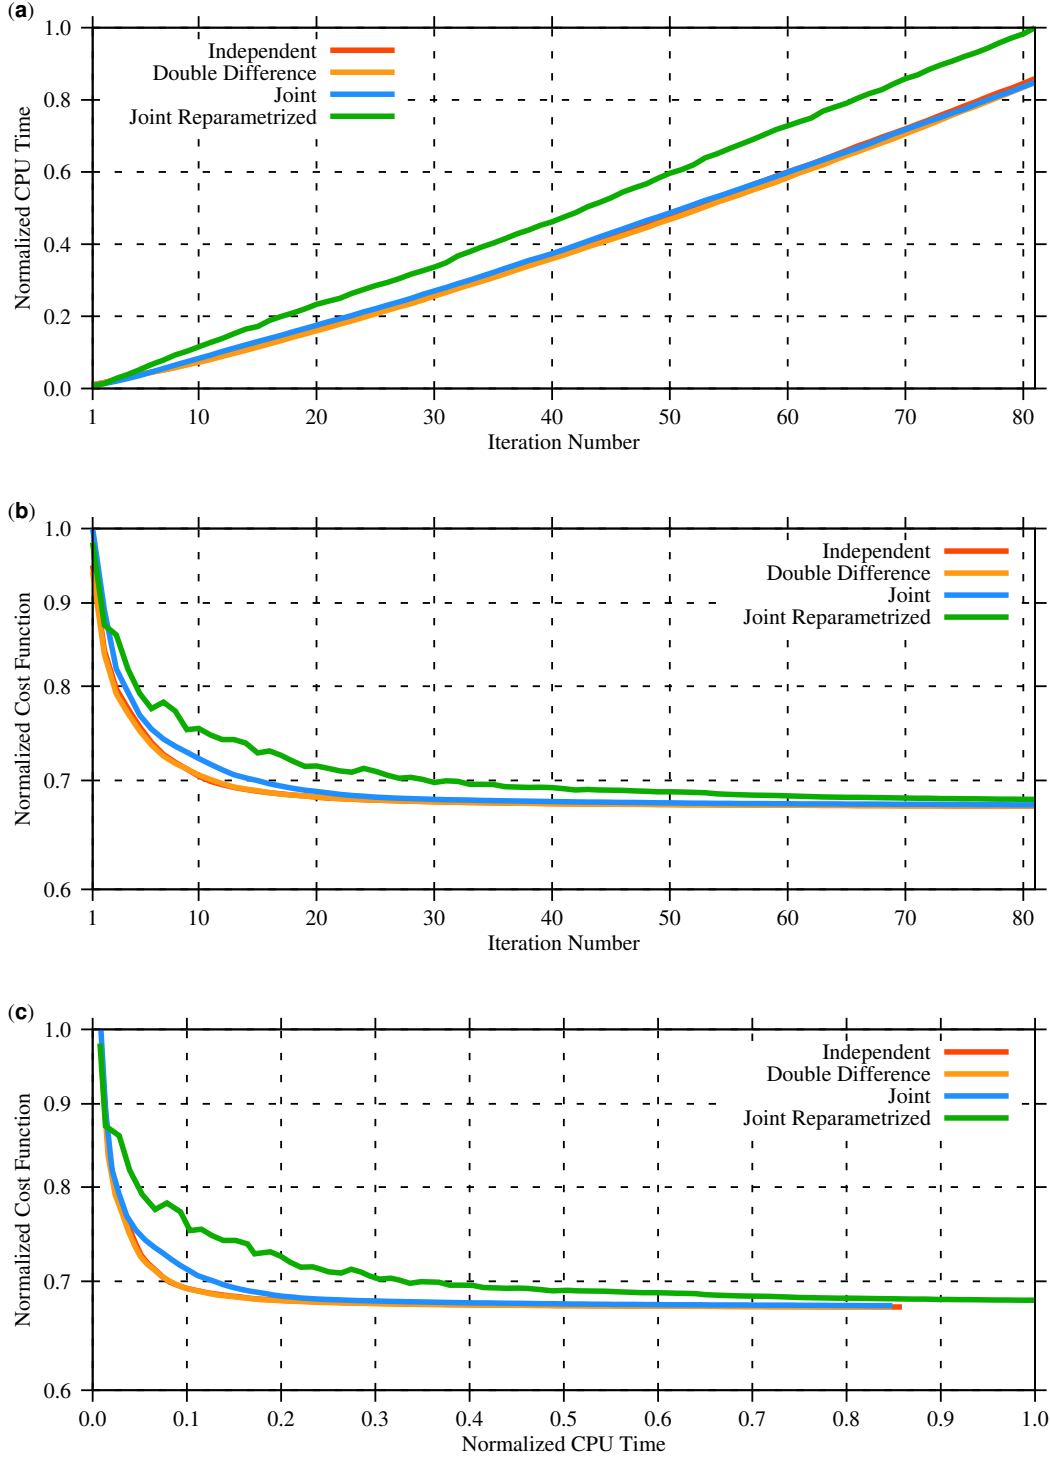 (a)
1.0
Independent
Double Difference
Joint
Joint Reparametrized
0.8
0.6
0.4
0.2
0.0
Normalized CPU Time
1 10 20 30 40 50 60 70 80
Iteration Number
(b)
1.0
Independent
Double Difference
Joint
Joint Reparametrized
0.9
0.8
0.7
0.6
Normalized Cost Function
1 10 20 30 40 50 60 70 80
Iteration Number
(c)
1.0
Independent
Double Difference
Joint
Joint Reparametrized
0.9
0.8
0.7
0.6
Normalized Cost Function
0.0 0.1 0.2 0.3 0.4 0.5 0.6 0.7 0.8 0.9 1.0
Normalized CPU Time